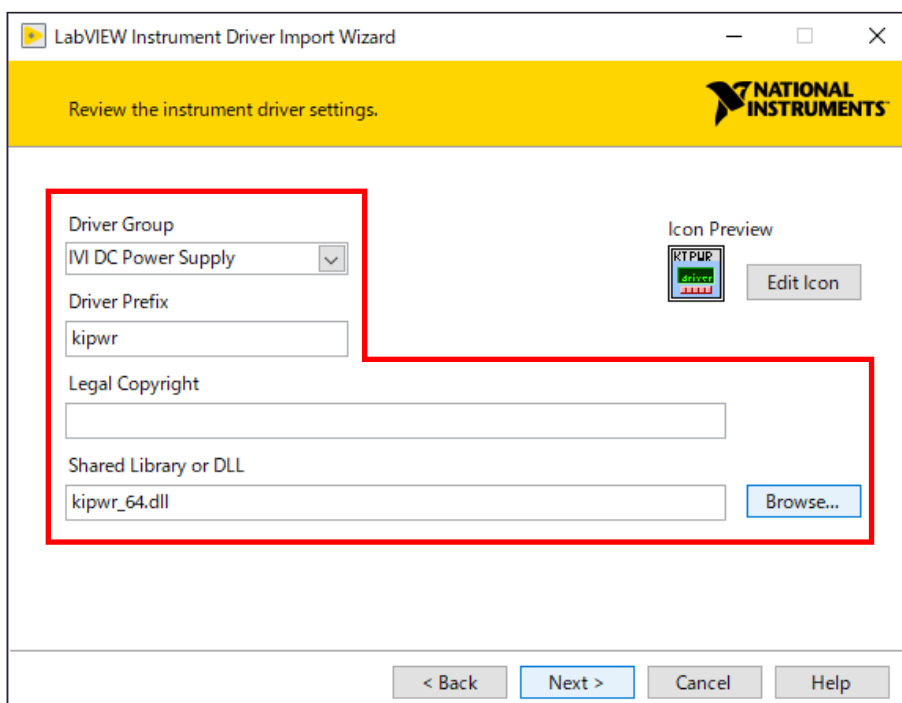 LabVIEW Instrument Driver Import Wizard
Review the instrument driver settings.
NATIONAL
INSTRUMENTS
Driver Group
IVI DC Power Supply
Driver Prefix
kipwr
Icon Preview
KIPWR
driver
Edit Icon
Legal Copyright
Shared Library or DLL
kipwr_64.dll
Browse...
< Back
Next >
Cancel
Help